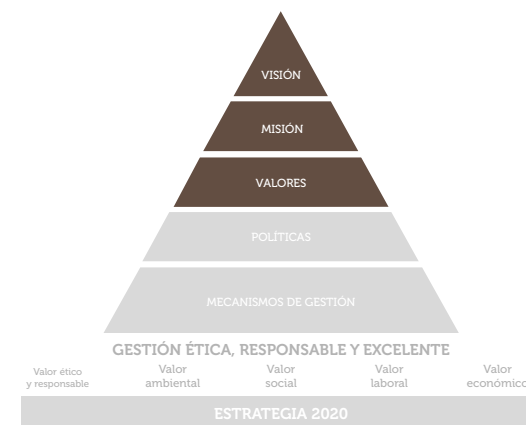 VISIÓN
MISIÓN
VALORES
POLÍTICAS
MECANISMOS DE GESTIÓN
GESTIÓN ÉTICA, RESPONSABLE Y EXCELENTE
Valor ético
y responsable
Valor
ambiental
Valor
social
Valor
laboral
Valor
económico
ESTRATEGIA 2020